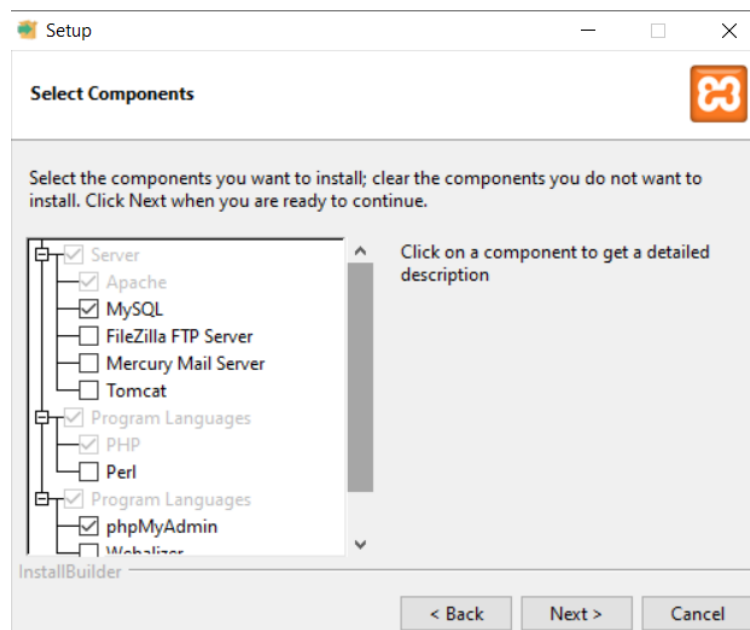 Setup
Select Components
Select the components you want to install; clear the components you do not want to
install. Click Next when you are ready to continue.
Server
Apache
MySQL
FileZilla FTP Server
Mercury Mail Server
Tomcat
Program Languages
PHP
Perl
Program Languages
phpMyAdmin
Webalizer
Click on a component to get a detailed
description
InstallBuilder
< Back
Next >
Cancel